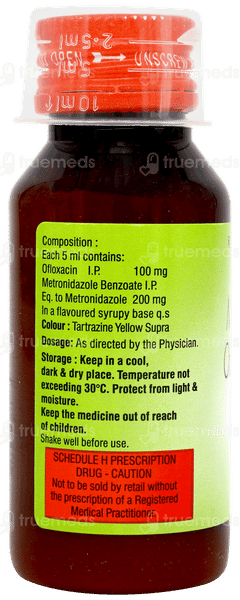 2.5ml
5ml
10ml
truemeds
Composition :
Each 5 ml contains:
Ofloxacin I.P. 100 mg
Metronidazole Benzoate I.P.
Eq. to Metronidazole 200 mg
In a flavoured syrupy base q.s
Colour : Tartrazine Yellow Supra
Dosage: As directed by the Physician.
Storage : Keep in a cool,
dark & dry place. Temperature not
exceeding 30°C. Protect from light &
moisture.
Keep the medicine out of reach
of children.
Shake well before use.
SCHEDULE H PRESCRIPTION
DRUG - CAUTION
Not to be sold by retail without
the prescription of a Registered
Medical Practitioner.